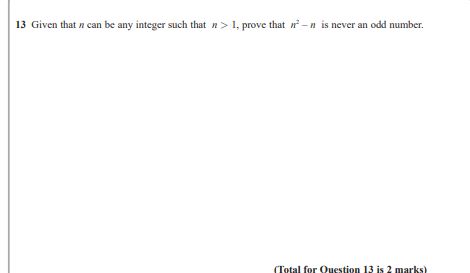 13 Given that n can be any integer such that n > 1, prove that n² − n is never an odd number.
(Total for Question 13 is 2 marks)